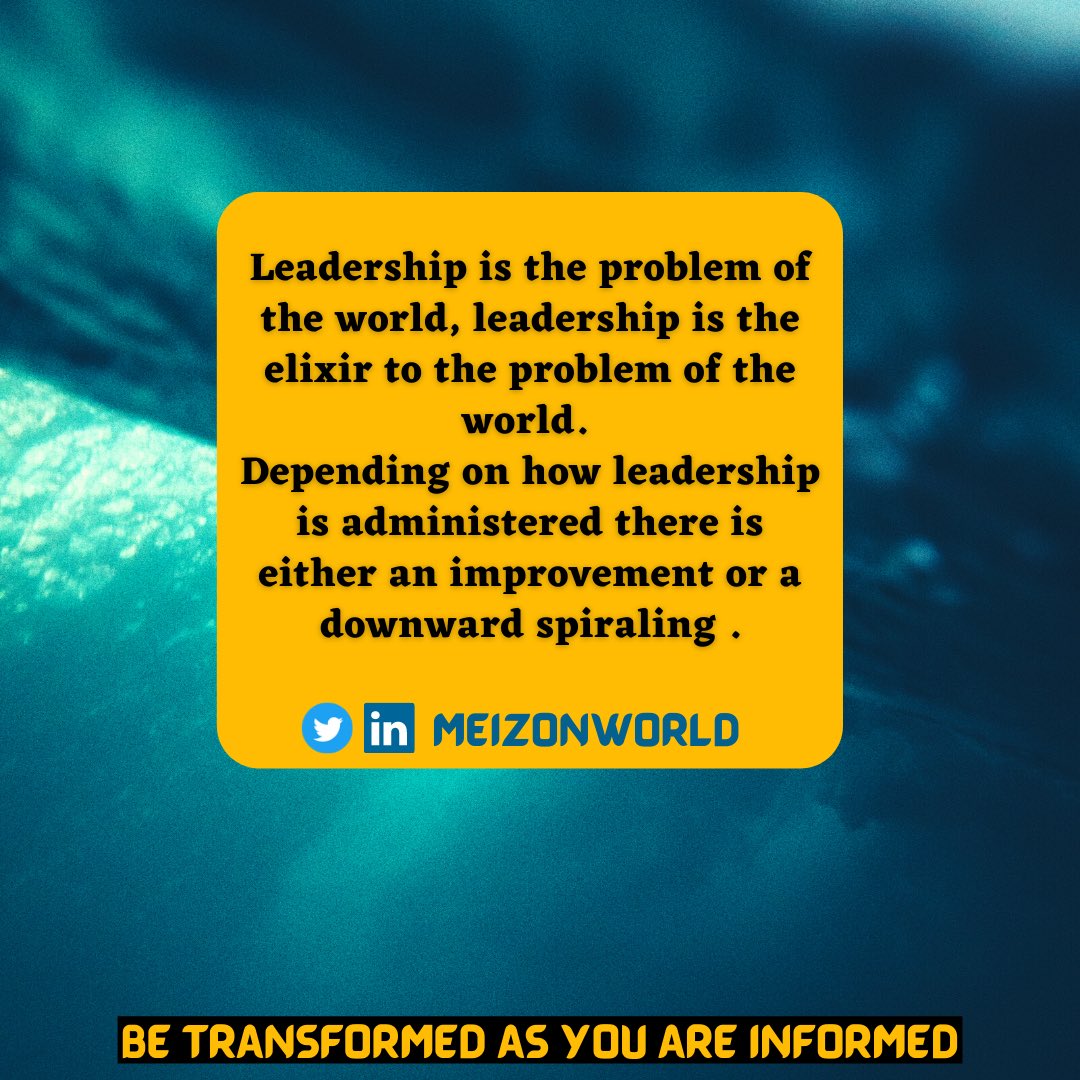 Leadership is the problem of
the world, leadership is the
elixir to the problem of the
world.
Depending on how leadership
is administered there is
either an improvement or a
downward spiraling .
in MEIZONWORLD
BE TRANSFORMED AS YOU ARE INFORMED